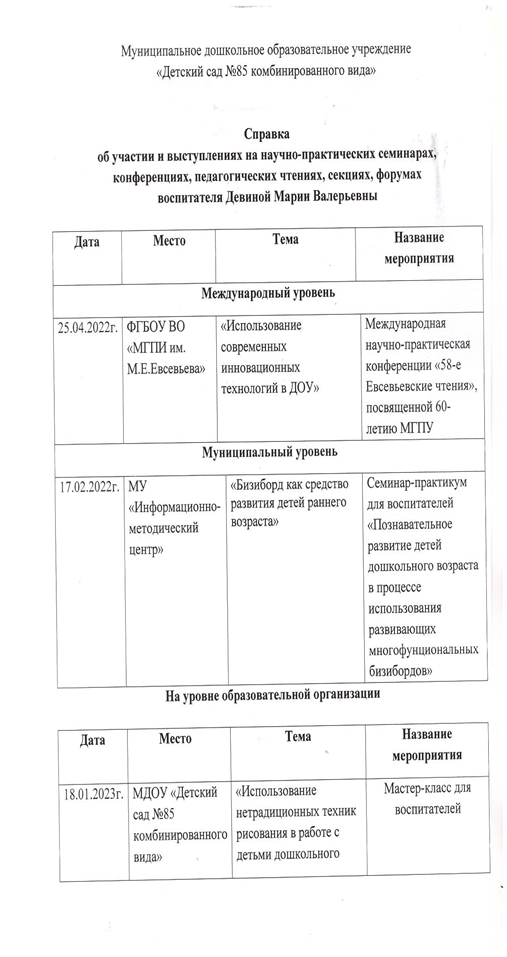 Муниципальное дошкольное образовательное учреждение
«Детский сад №85 комбинированного вида»
Справка
об участии и выступлениях на научно-практических семинарах,
конференциях, педагогических чтениях, секциях, форумах
воспитателя Девиной Марии Валерьевны
Дата
Место
Тема
Название
мероприятия
Международный уровень
25.04.2022г.
ФГБОУ ВО
«МГПИ им.
М.Е.Евсевьева»
«Использование
современных
инновационных
технологий в ДОУ»
Международная
научно-практическая
конференции «58-е
Евсевьевские чтения»,
посвященной 60-
летию МГПУ
Муниципальный уровень
17.02.2022г.
МУ
«Информационно-
методический
центр»
«Бизиборд как средство
развития детей раннего
возраста»
Семинар-практикум
для воспитателей
«Познавательное
развитие детей
дошкольного возраста
в процессе
использования
развивающих
многофунциональных
бизибордов»
На уровне образовательной организации
Дата
Место
Тема
Название
мероприятия
18.01.2023г.
МДОУ «Детский
сад №85
комбинированного
вида»
«Использование
нетрадиционных техник
рисования в работе с
детьми дошкольного
Мастер-класс для
воспитателей